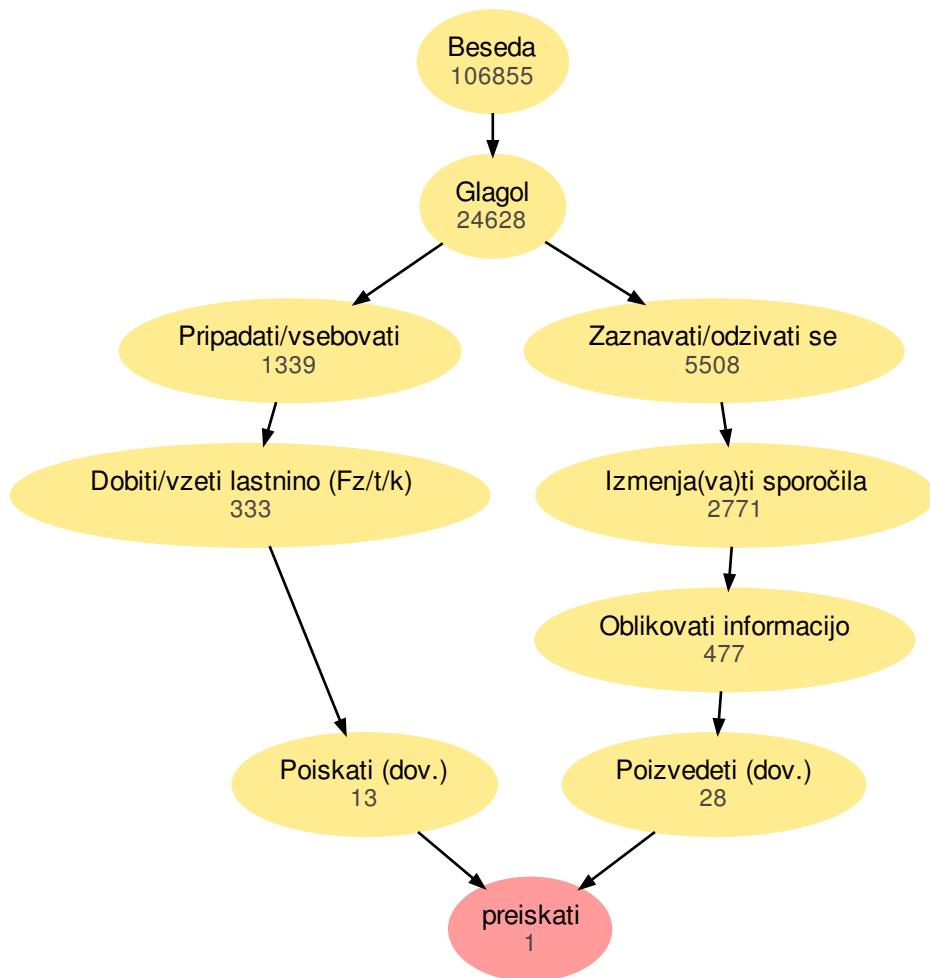 Beseda
106855
Glagol
24628
Pripadati/vsebovati
1339
Zaznavati/odzivati se
5508
Dobiti/vzeti lastnino (Fz/t/k)
333
Izmenja(va)ti sporočila
2771
Oblikovati informacijo
477
Poiskati (dov.)
13
Poizvedeti (dov.)
28
preiskati
1